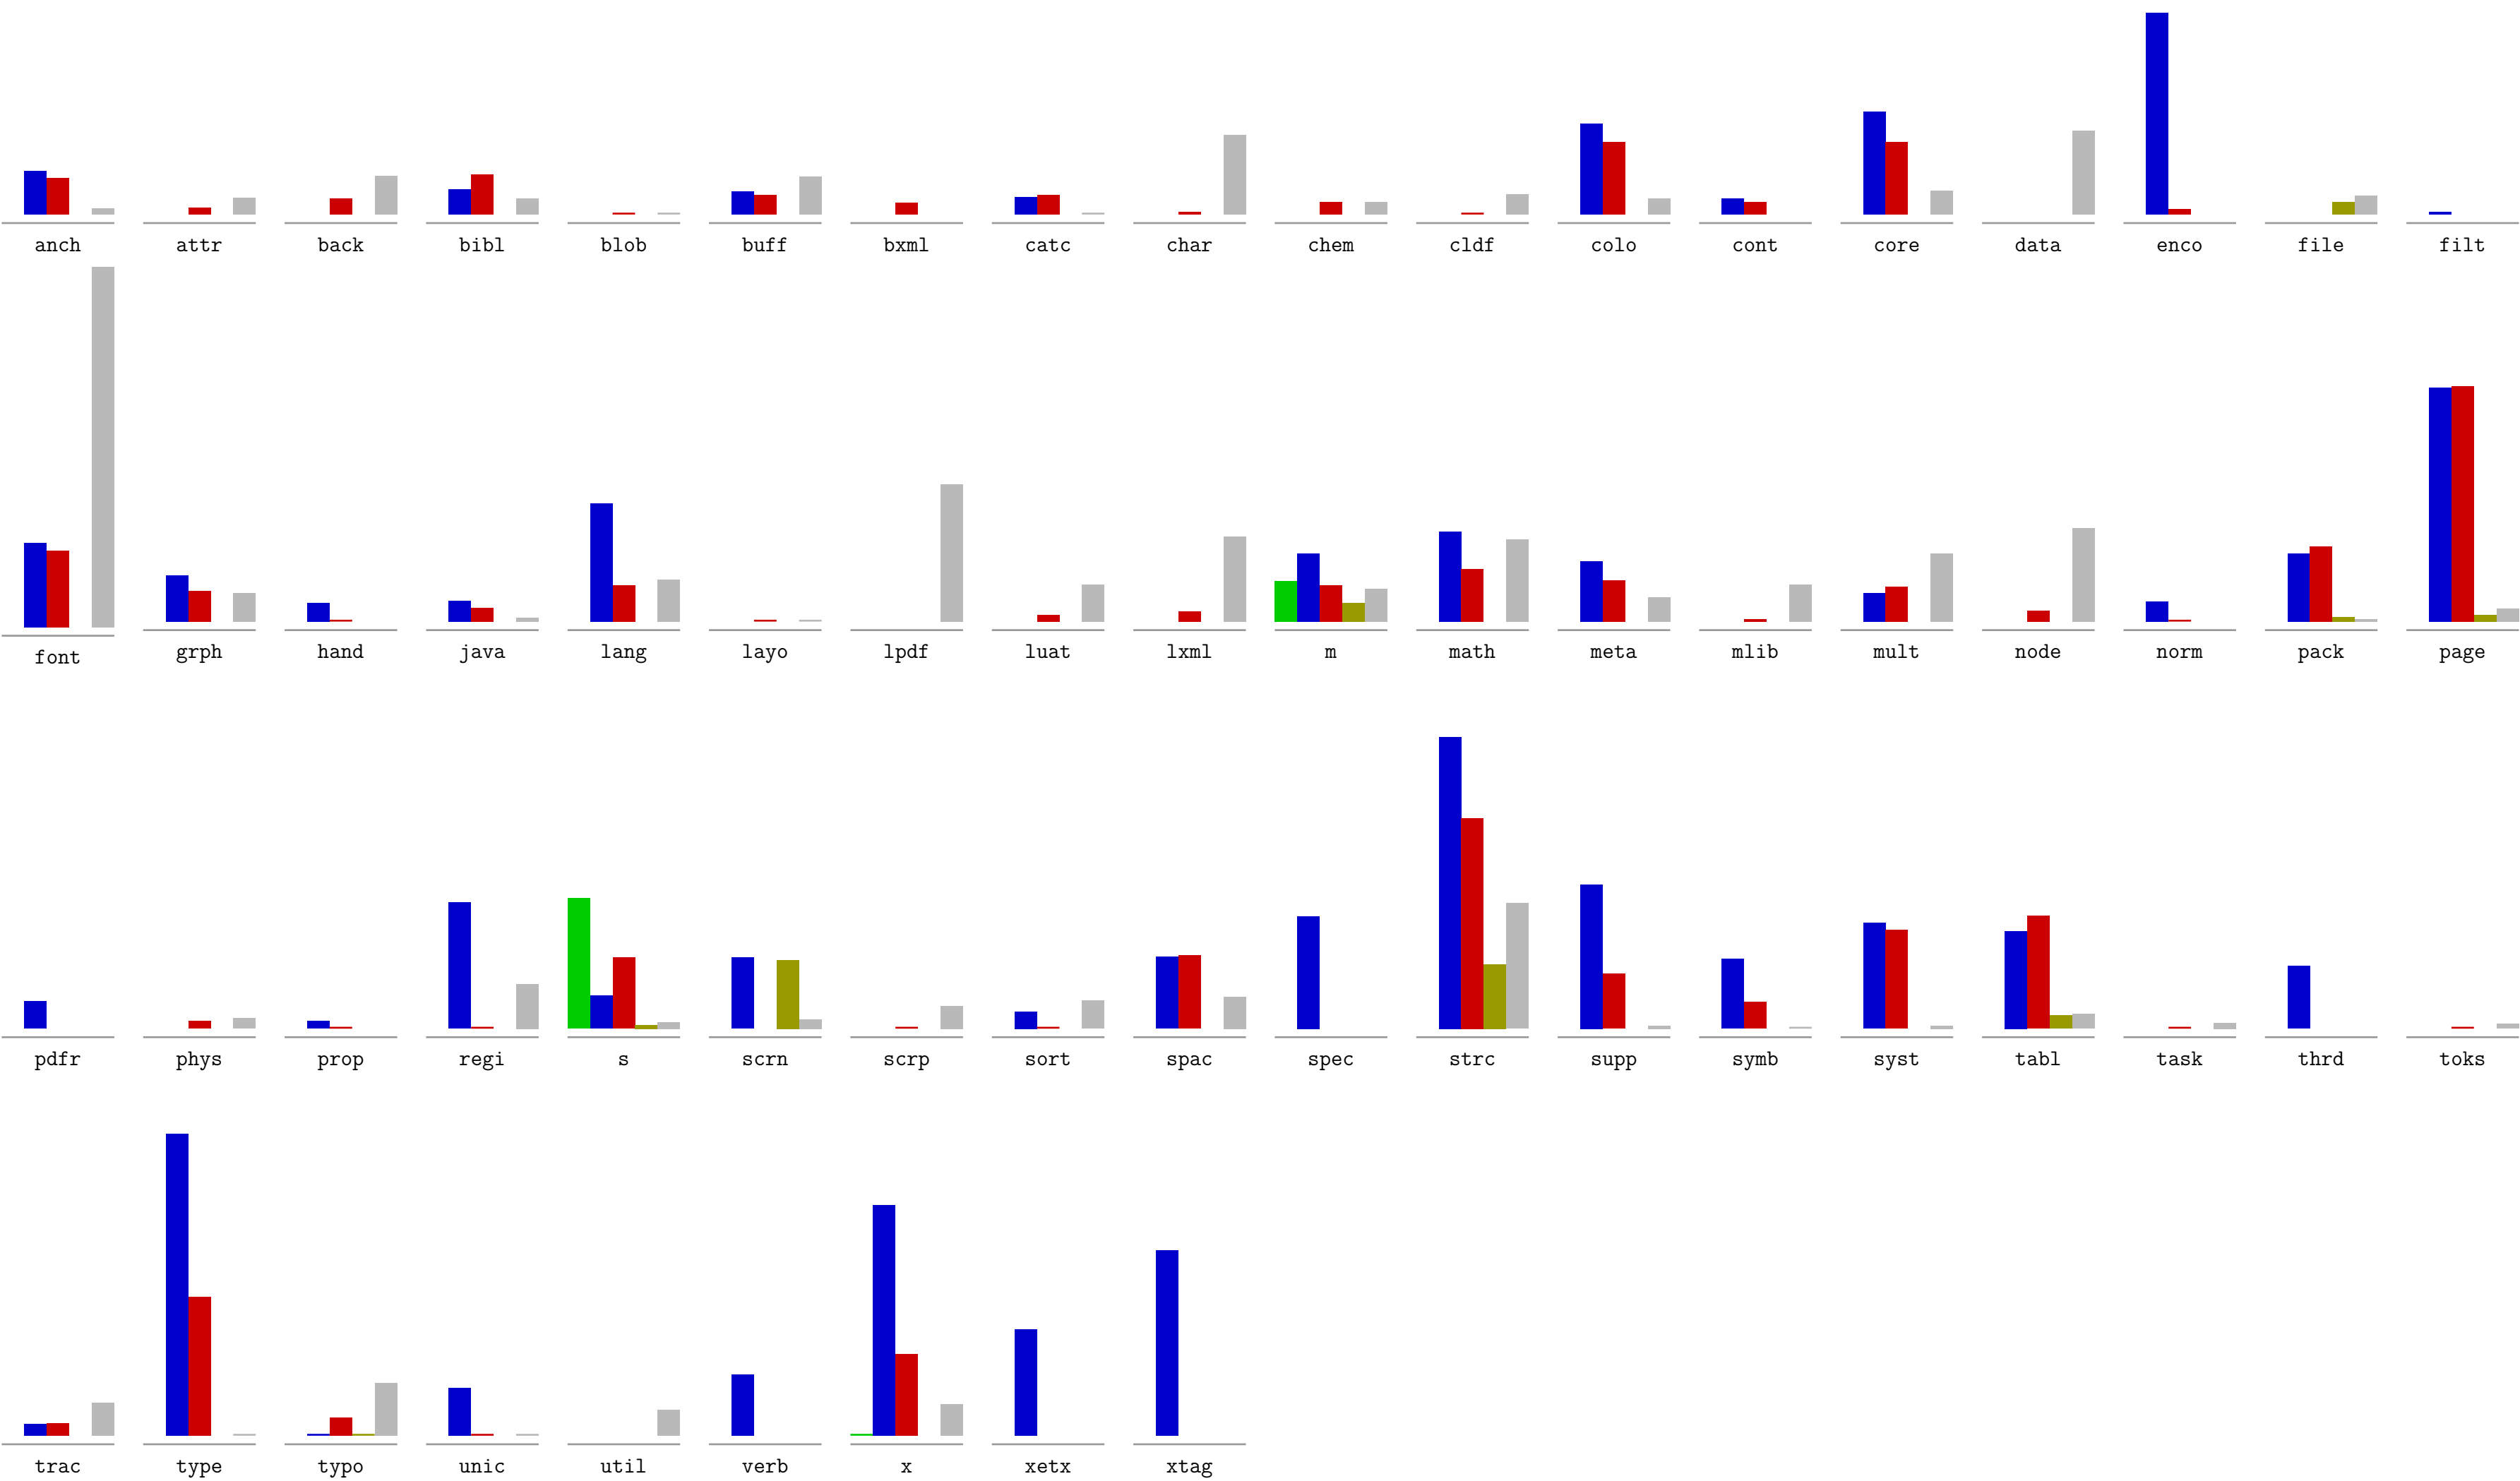 anch attr back bibl blob buff bxml catc char chem cldf colo cont core data enco file filt
font grph hand java lang layo lpdf luat lxml m math meta mlib mult node norm pack page
pdfr phys prop regi s scrn scrp sort spac spec strc supp symb syst tabl task thrd toks
trac type typo unic util verb x xetx xtag